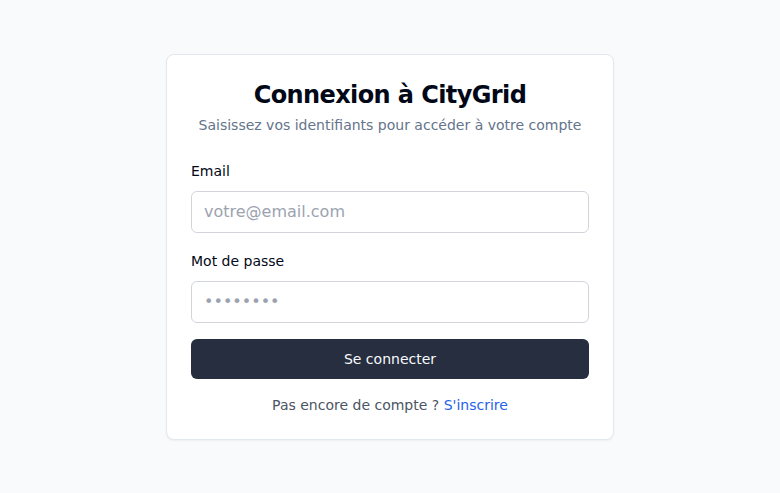 Connexion à CityGrid
Saisissez vos identifiants pour accéder à votre compte
Email
votre@email.com
Mot de passe
••••••••
Se connecter
Pas encore de compte ? S'inscrire